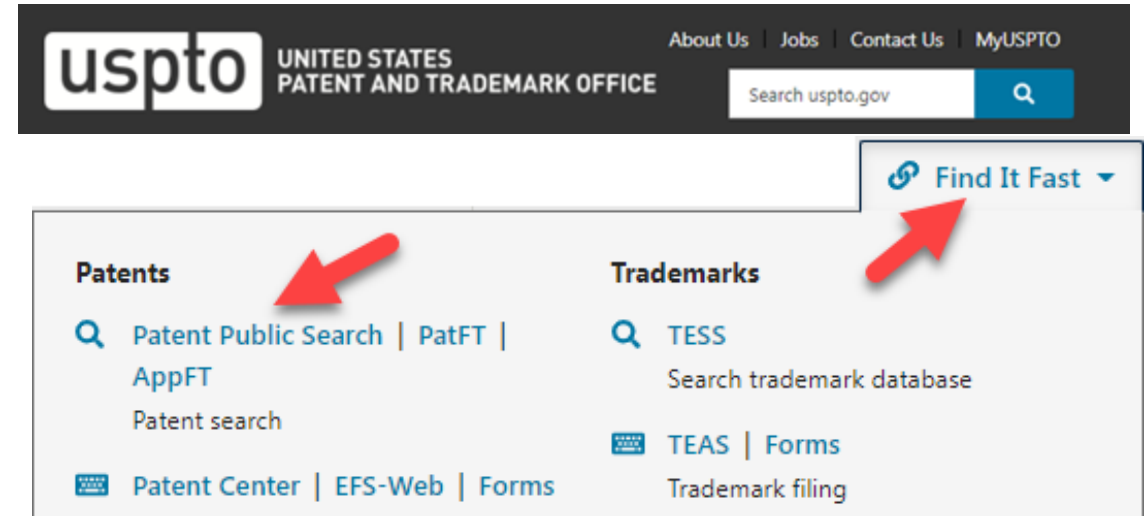 uspto
UNITED STATES
PATENT AND TRADEMARK OFFICE
About Us | Jobs | Contact Us | MyUSPTO
Search uspto.gov
Find It Fast
Patents
Patent Public Search | PatFT |
AppFT
Patent search
Patent Center | EFS-Web | Forms
Trademarks
TESS
Search trademark database
TEAS | Forms
Trademark filing